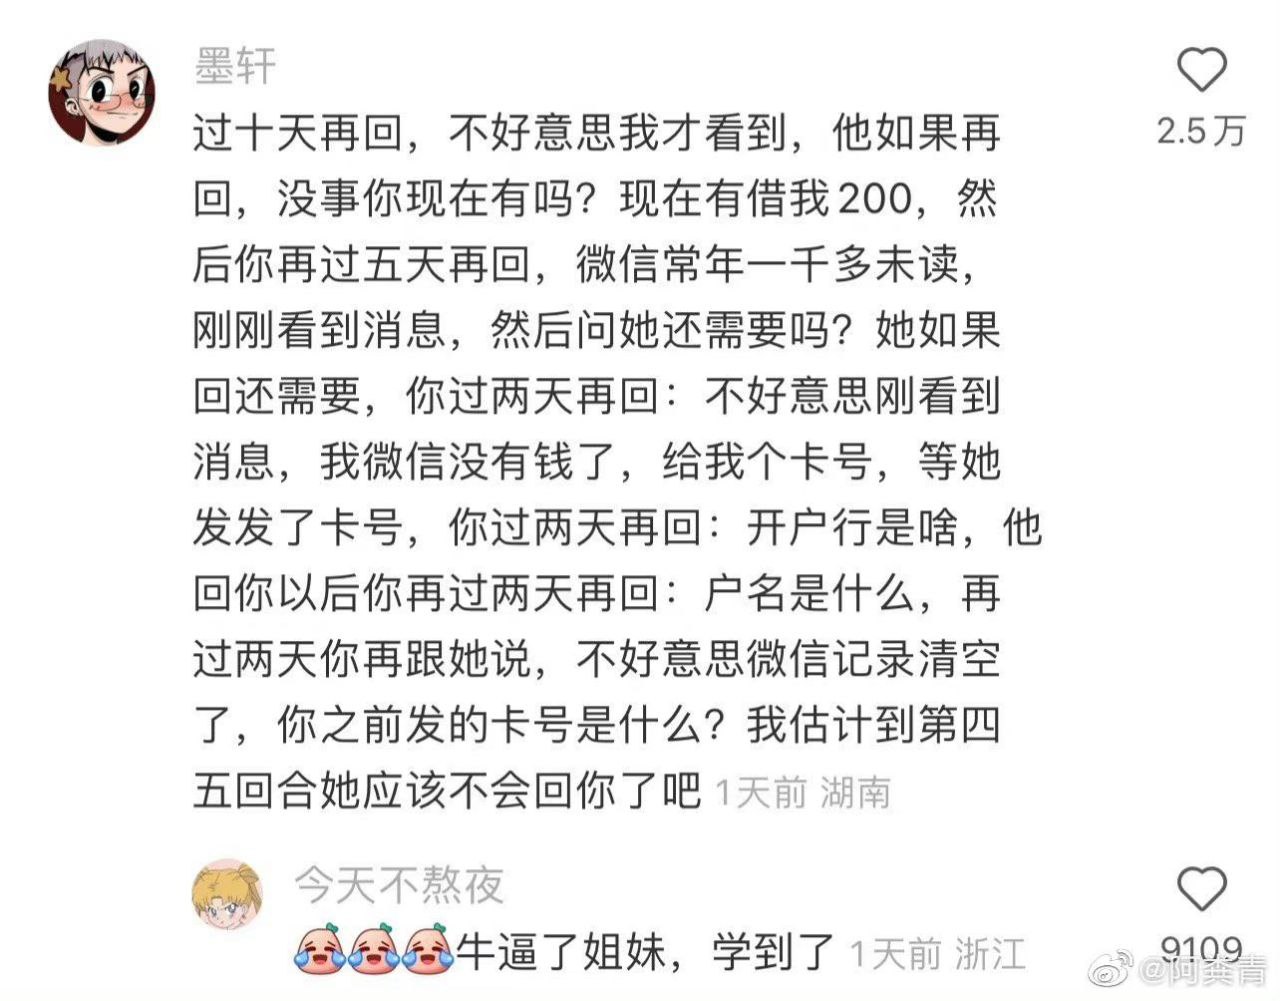 墨轩
2.5万
过十天再回，不好意思我才看到，他如果再
回，没事你现在有吗？现在有借我200，然
后你再过五天再回，微信常年一千多未读，
刚刚看到消息，然后问她还需要吗？她如果
回还需要，你过两天再回：不好意思刚看到
消息，我微信没有钱了，给我个卡号，等她
发发了卡号，你过两天再回：开户行是啥，他
回你以后你再过两天再回：户名是什么，再
过两天你再跟她说，不好意思微信记录清空
了，你之前发的卡号是什么？我估计到第四
五回合她应该不会回你了吧 1天前 湖南
今天不熬夜
牛逼了姐妹，学到了 1天前 浙江
9109
@阿粪青